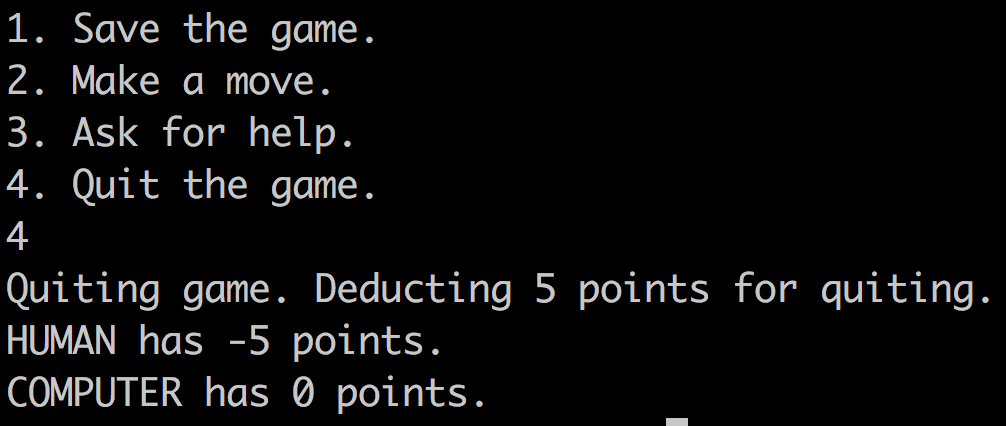 1. Save the game.
2. Make a move.
3. Ask for help.
4. Quit the game.
4
Quiting game. Deducting 5 points for quiting.
HUMAN has -5 points.
COMPUTER has 0 points.